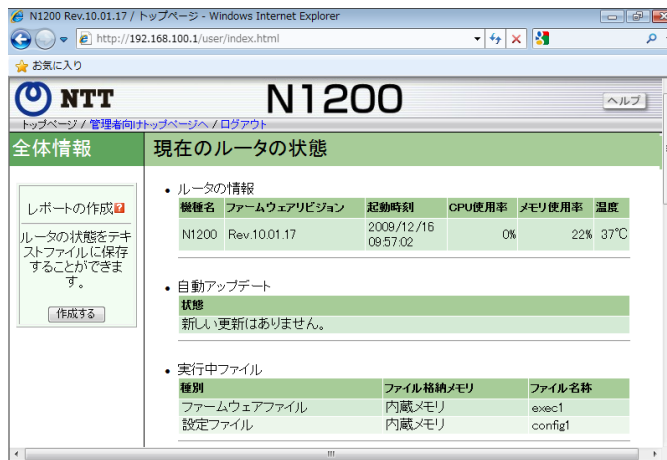 N1200 Rev.10.01.17 / トップページ - Windows Internet Explorer
http://192.168.100.1/user/index.html
お気に入り
NTT
N1200
ヘルプ
トップページ / 管理者向けトップページへ / ログアウト
全体情報
現在のルータの状態
レポートの作成?
ルータの状態をテキ
ストファイルに保存
することができま
す。
作成する
• ルータの情報
機種名 ファームウェアリビジョン 起動時刻 CPU使用率 メモリ使用率 温度
N1200 Rev.10.01.17 2009/12/16 09:57:02 0% 22% 37℃
• 自動アップデート
状態
新しい更新はありません。
• 実行中ファイル
種別 ファイル格納メモリ ファイル名称
ファームウェアファイル 内蔵メモリ exec1
設定ファイル 内蔵メモリ config1